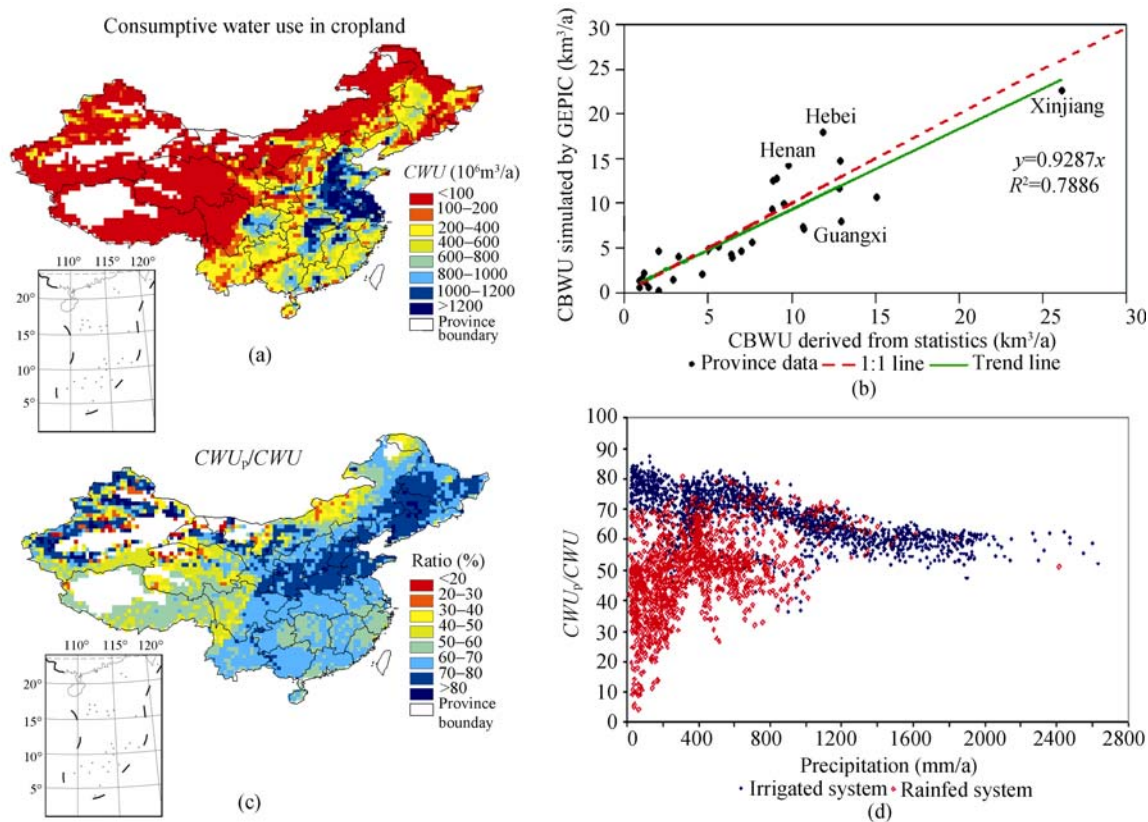 Consumptive water use in cropland
CWU (10⁶m³/a)
<100
100–200
200–400
400–600
600–800
800–1000
1000–1200
>1200
Province
boundary
110° 115° 120°
20°
15°
10°
5°
(a)
CBWU simulated by GEPIC (km³/a)
30
25
20
15
10
5
0
Hebei
Henan
Xinjiang
Guangxi
y=0.9287x
R²=0.7886
0 5 10 15 20 25 30
CBWU derived from statistics (km³/a)
Province data 1:1 line Trend line
(b)
CWUp/CWU
Ratio (%)
<20
20–30
30–40
40–50
50–60
60–70
70–80
>80
Province
bounday
110° 115° 120°
20°
15°
10°
5°
(c)
CWUp/CWU
100
90
80
70
60
50
40
30
20
10
0
0 400 800 1200 1600 2000 2400 2800
Precipitation (mm/a)
Irrigated system Rainfed system
(d)